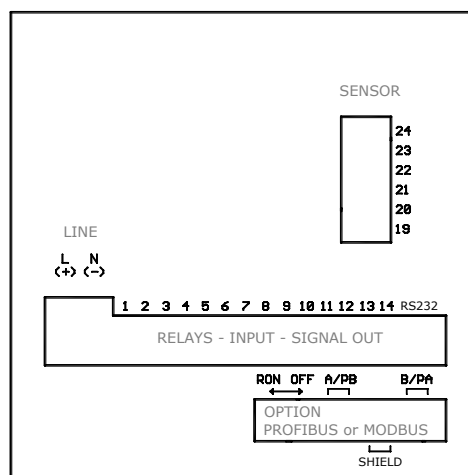 SENSOR
24
23
22
21
20
19
LINE
L N
(+) (-)
1 2 3 4 5 6 7 8 9 10 11 12 13 14 RS232
RELAYS - INPUT - SIGNAL OUT
RON OFF A/PB B/PA
OPTION
PROFIBUS or MODBUS
SHIELD